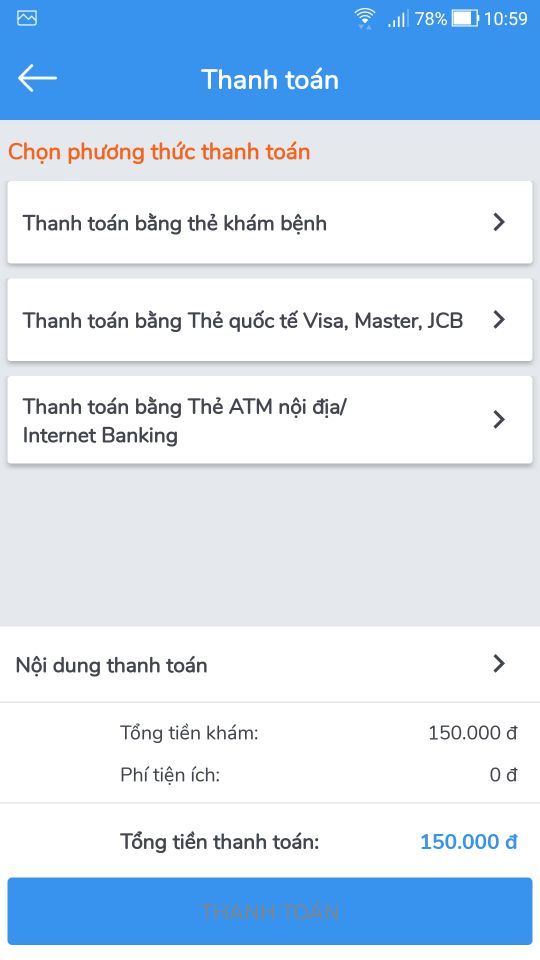 78% 10:59
Thanh toán
Chọn phương thức thanh toán
Thanh toán bằng thẻ khám bệnh
Thanh toán bằng Thẻ quốc tế Visa, Master, JCB
Thanh toán bằng Thẻ ATM nội địa/
Internet Banking
Nội dung thanh toán
Tổng tiền khám: 150.000 đ
Phí tiện ích: 0 đ
Tổng tiền thanh toán: 150.000 đ
THANH TOÁN